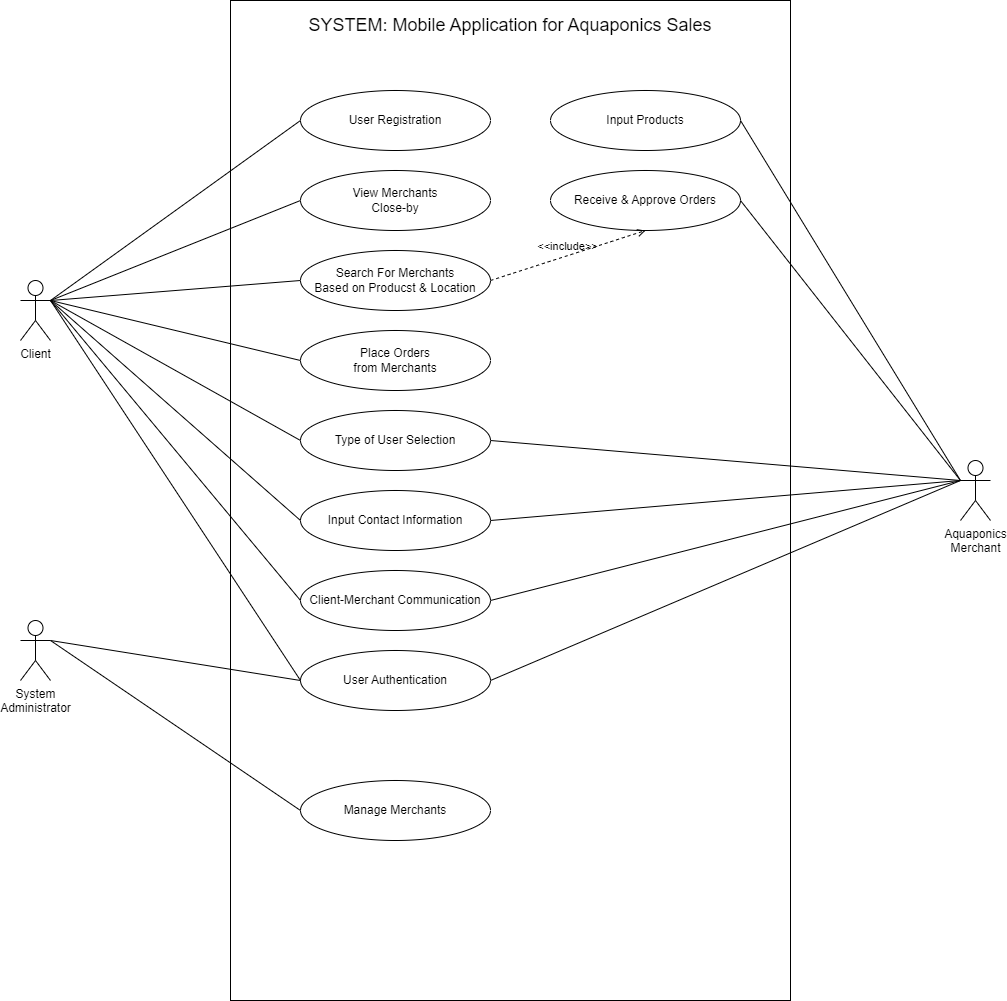 SYSTEM: Mobile Application for Aquaponics Sales
User Registration
Input Products
View Merchants
Close-by
Receive & Approve Orders
<<include>>
Search For Merchants
Based on Producst & Location
Client
Place Orders
from Merchants
Type of User Selection
Input Contact Information
Aquaponics
Merchant
Client-Merchant Communication
User Authentication
System
Administrator
Manage Merchants